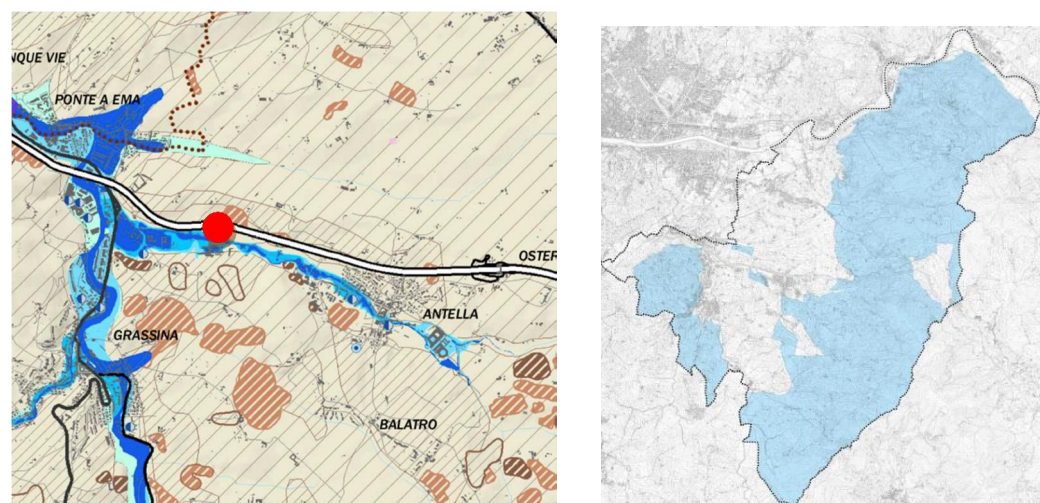 NQUE VIE
PONTE A EMA
OSTER
ANTELLA
GRASSINA
BALATRO